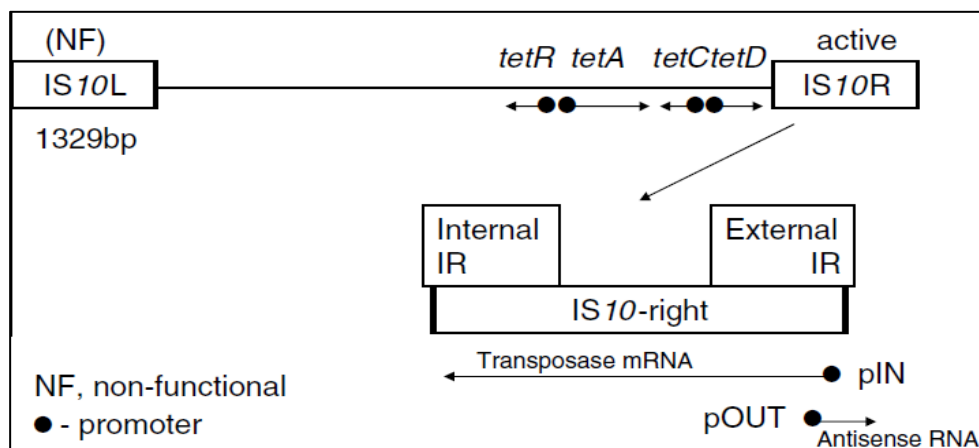 (NF)
tetR tetA tetCtetD
active
IS10L
IS10R
1329bp
Internal
IR
External
IR
IS10-right
Transposase mRNA
pIN
NF, non-functional
● - promoter
pOUT
Antisense RNA